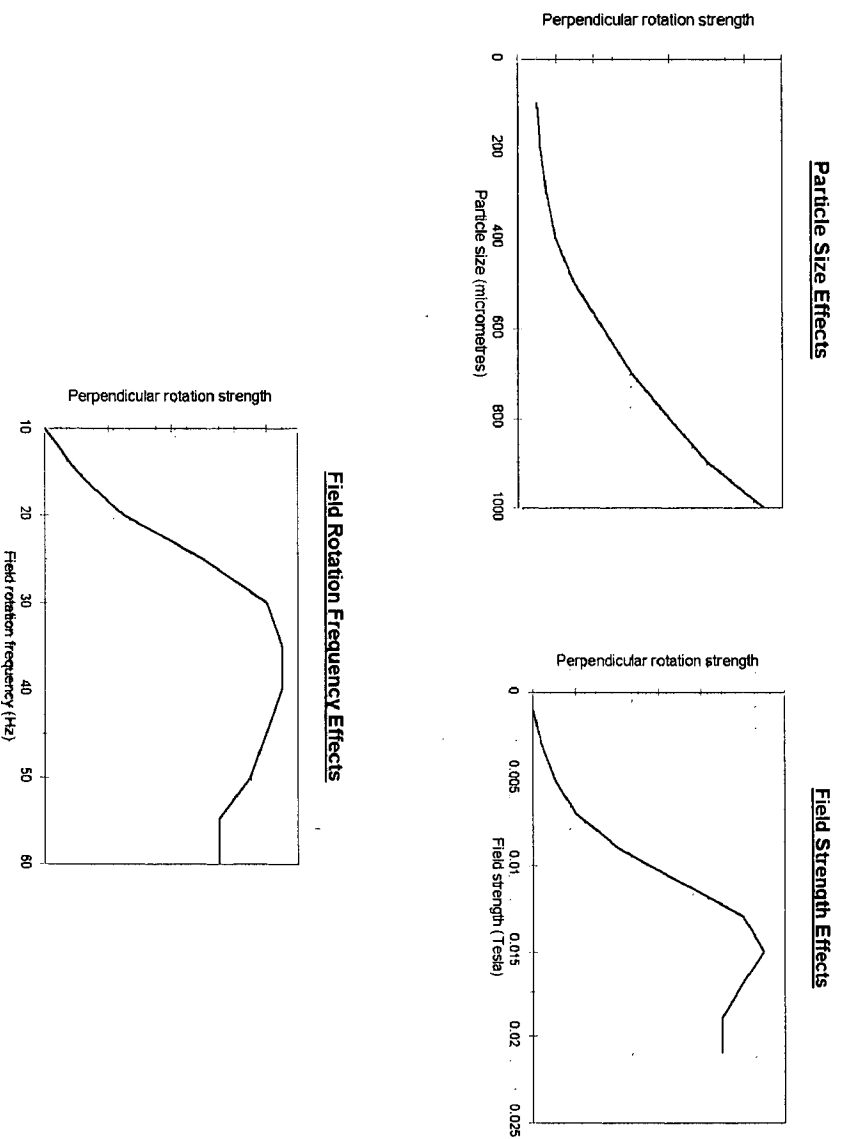 Particle Size Effects
Perpendicular rotation strength
0
200
400
600
800
1000
Particle size (micrometres)
Field Strength Effects
Perpendicular rotation strength
0
0.005
0.01
0.015
0.02
0.025
Field strength (Tesla)
Field Rotation Frequency Effects
Perpendicular rotation strength
10
20
30
40
50
60
Field rotation frequency (Hz)